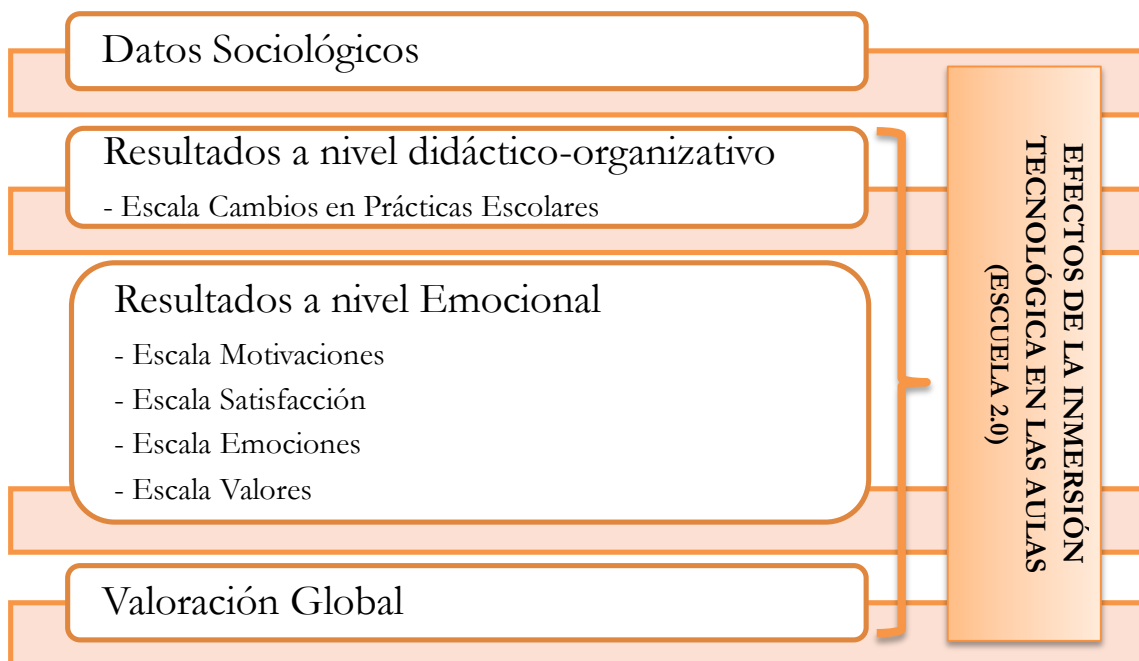 Datos Sociológicos
Resultados a nivel didáctico-organizativo
- Escala Cambios en Prácticas Escolares
Resultados a nivel Emocional
- Escala Motivaciones
- Escala Satisfacción
- Escala Emociones
- Escala Valores
Valoración Global
EFECTOS DE LA INMERSIÓN
TECNOLÓGICA EN LAS AULAS
(ESCUELA 2.0)